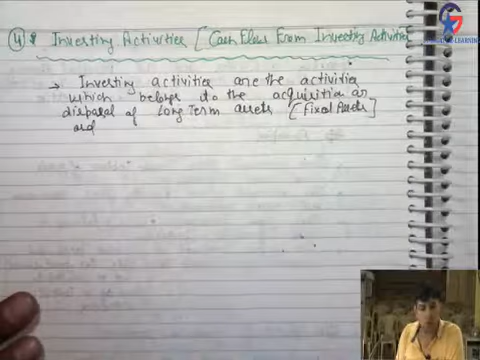 4) Investing Activities [Cash Flow From Investing Activities
→ Investing activities are the activities
which belongs to the acquisition or
disposal of Long Term assets [Fixed Assets]
and
E-LEARNING